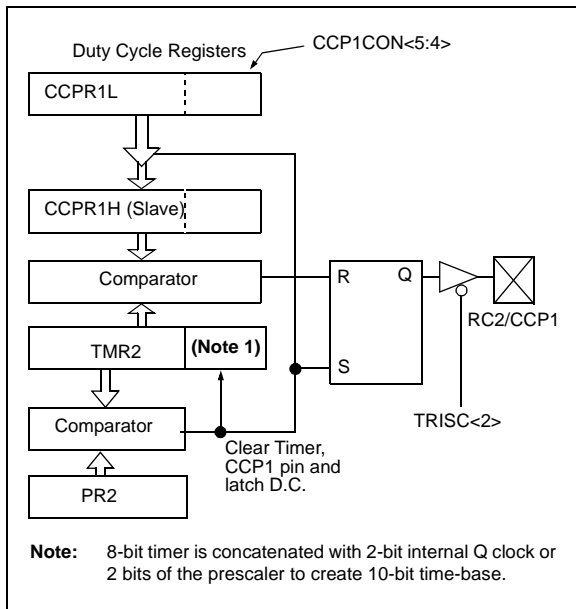 Duty Cycle Registers
CCP1CON<5:4>
CCPR1L
CCPR1H (Slave)
Comparator
R
Q
RC2/CCP1
TMR2
(Note 1)
S
TRISC<2>
Comparator
Clear Timer,
CCP1 pin and
latch D.C.
PR2
Note: 8-bit timer is concatenated with 2-bit internal Q clock or
2 bits of the prescaler to create 10-bit time-base.